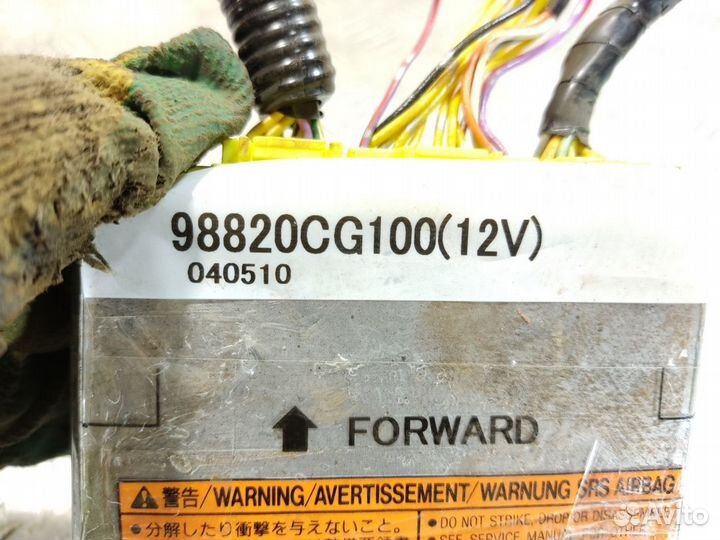 98820CG100(12V)
040510
FORWARD
警告/WARNING/AVERTISSEMENT/WARNUNG SRS AIRBAG
・分解したり衝撃を与えないこと。
• DO NOT STRIKE, DROP OR
• SEE SERVICE MANUAL
Avito